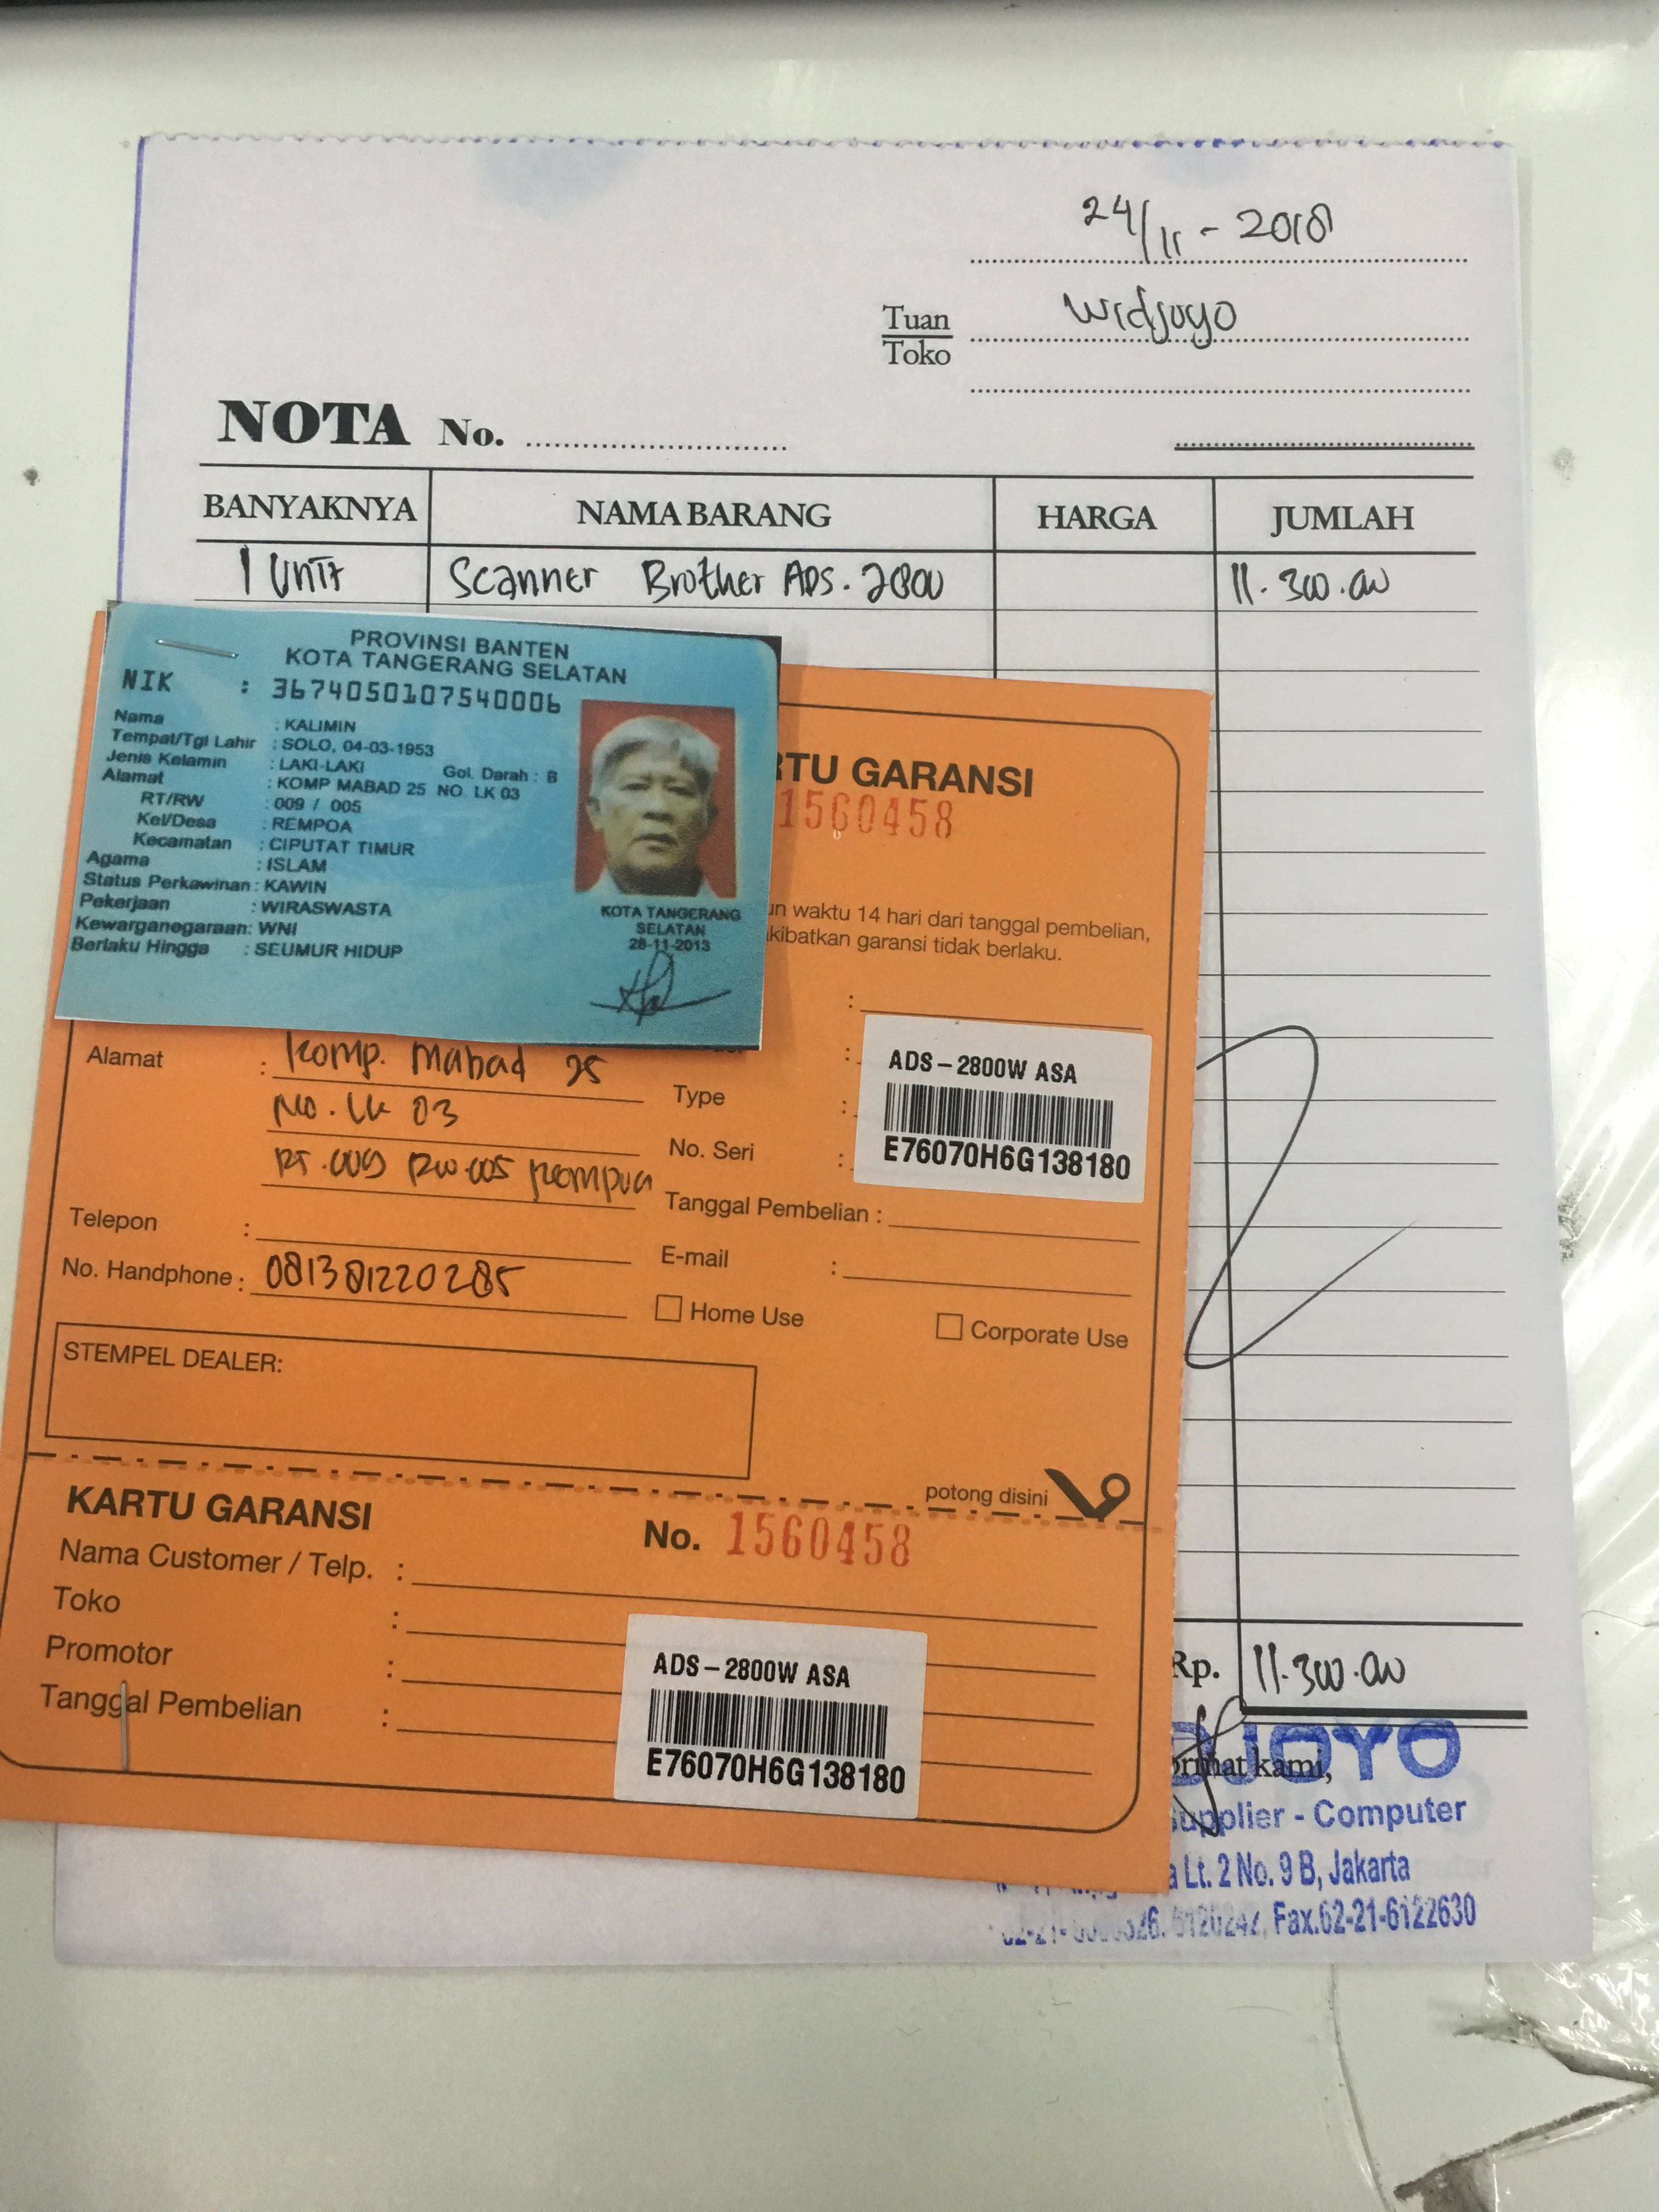 24/11 - 2018
Tuan
Toko
Widjoyo
NOTA No.
BANYAKNYA NAMA BARANG HARGA JUMLAH
1 Unit Scanner Brother ADS. 2800 11.300.00
PROVINSI BANTEN
KOTA TANGERANG SELATAN
NIK : 3674050107540006
Nama : KALIMIN
Tempat/Tgl Lahir : SOLO, 04-03-1953
Jenis Kelamin : LAKI-LAKI Gol. Darah : B
Alamat : KOMP MABAD 25 NO. LK 03
RT/RW : 009 / 005
Kel/Desa : REMPOA
Kecamatan : CIPUTAT TIMUR
Agama : ISLAM
Status Perkawinan : KAWIN
Pekerjaan : WIRASWASTA
Kewarganegaraan: WNI
Berlaku Hingga : SEUMUR HIDUP
KOTA TANGERANG
SELATAN
28-11-2013
RTU GARANSI
1560458
un waktu 14 hari dari tanggal pembelian,
kibatkan garansi tidak berlaku.
Alamat : Komp. Mabad 25
No. Lk 03
RT.009 RW.005 Rempoa
Telepon :
No. Handphone : 081381220285
Type :
No. Seri :
ADS-2800W ASA
E76070H6G138180
Tanggal Pembelian :
E-mail :
Home Use Corporate Use
STEMPEL DEALER:
potong disini
KARTU GARANSI No. 1560458
Nama Customer / Telp. :
Toko :
Promotor :
Tanggal Pembelian :
ADS-2800W ASA
E76070H6G138180
Rp. 11.300.00
DJOYO
ormat kami,
Supplier - Computer
a Lt. 2 No. 9 B, Jakarta
Fax.62-21-6122630